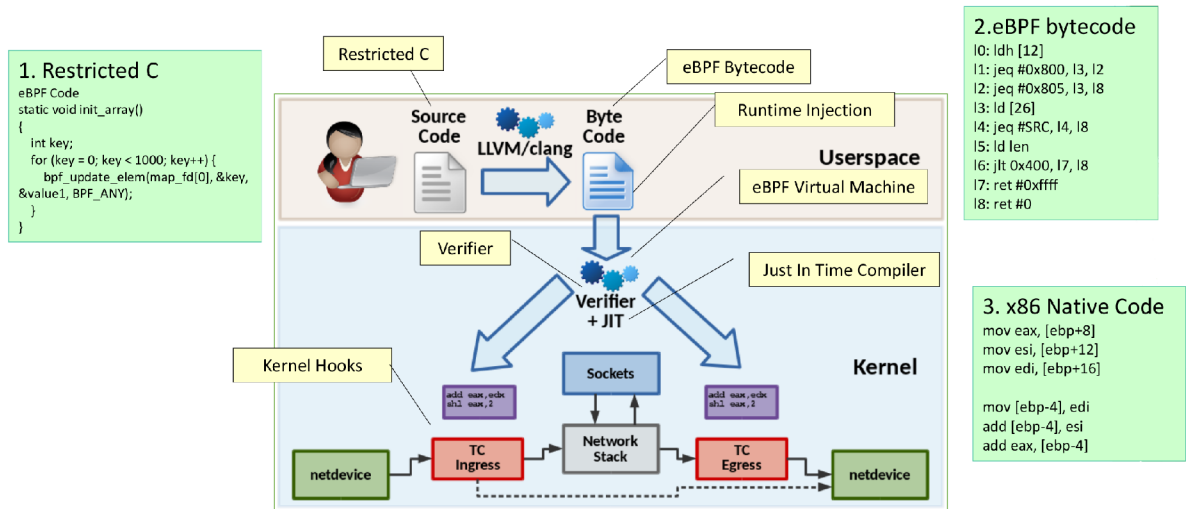 1. Restricted C
eBPF Code
static void init_array()
{
int key;
for (key = 0; key < 1000; key++) {
bpf_update_elem(map_fd[0], &key,
&value1, BPF_ANY);
}
}
Restricted C
eBPF Bytecode
Runtime Injection
Source
Code
LLVM/clang
Byte
Code
Userspace
eBPF Virtual Machine
Verifier
Just In Time Compiler
Verifier
+ JIT
Kernel Hooks
Kernel
Sockets
add eax,edx
shl eax,2
add eax,edx
shl eax,2
netdevice
TC
Ingress
Network
Stack
TC
Egress
netdevice
2.eBPF bytecode
l0: ldh [12]
l1: jeq #0x800, l3, l2
l2: jeq #0x805, l3, l8
l3: ld [26]
l4: jeq #SRC, l4, l8
l5: ld len
l6: jlt 0x400, l7, l8
l7: ret #0xffff
l8: ret #0
3. x86 Native Code
mov eax, [ebp+8]
mov esi, [ebp+12]
mov edi, [ebp+16]
mov [ebp-4], edi
add [ebp-4], esi
add eax, [ebp-4]